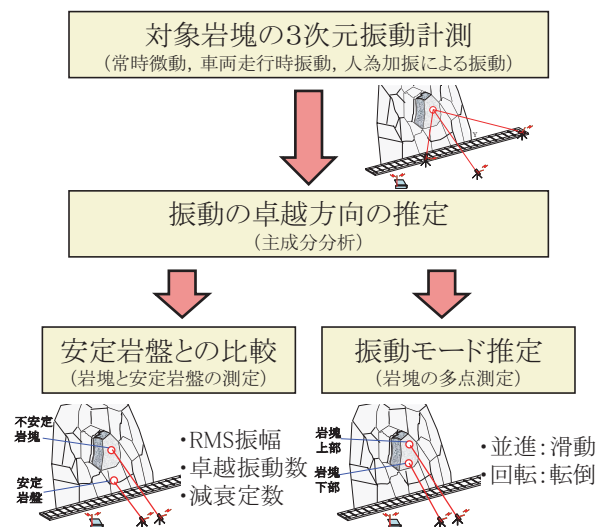 対象岩塊の3次元振動計測
(常時微動, 車両走行時振動, 人為加振による振動)
振動の卓越方向の推定
(主成分分析)
安定岩盤との比較
(岩塊と安定岩盤の測定)
振動モード推定
(岩塊の多点測定)
不安定
岩塊
安定
岩盤
・RMS振幅
・卓越振動数
・減衰定数
岩塊
上部
岩塊
下部
・並進：滑動
・回転：転倒